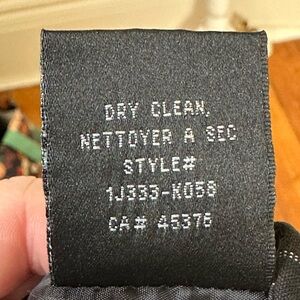 DRY CLEAN.
NETTOYER A SEC
STYLE#
1J333-K058
CA# 45376